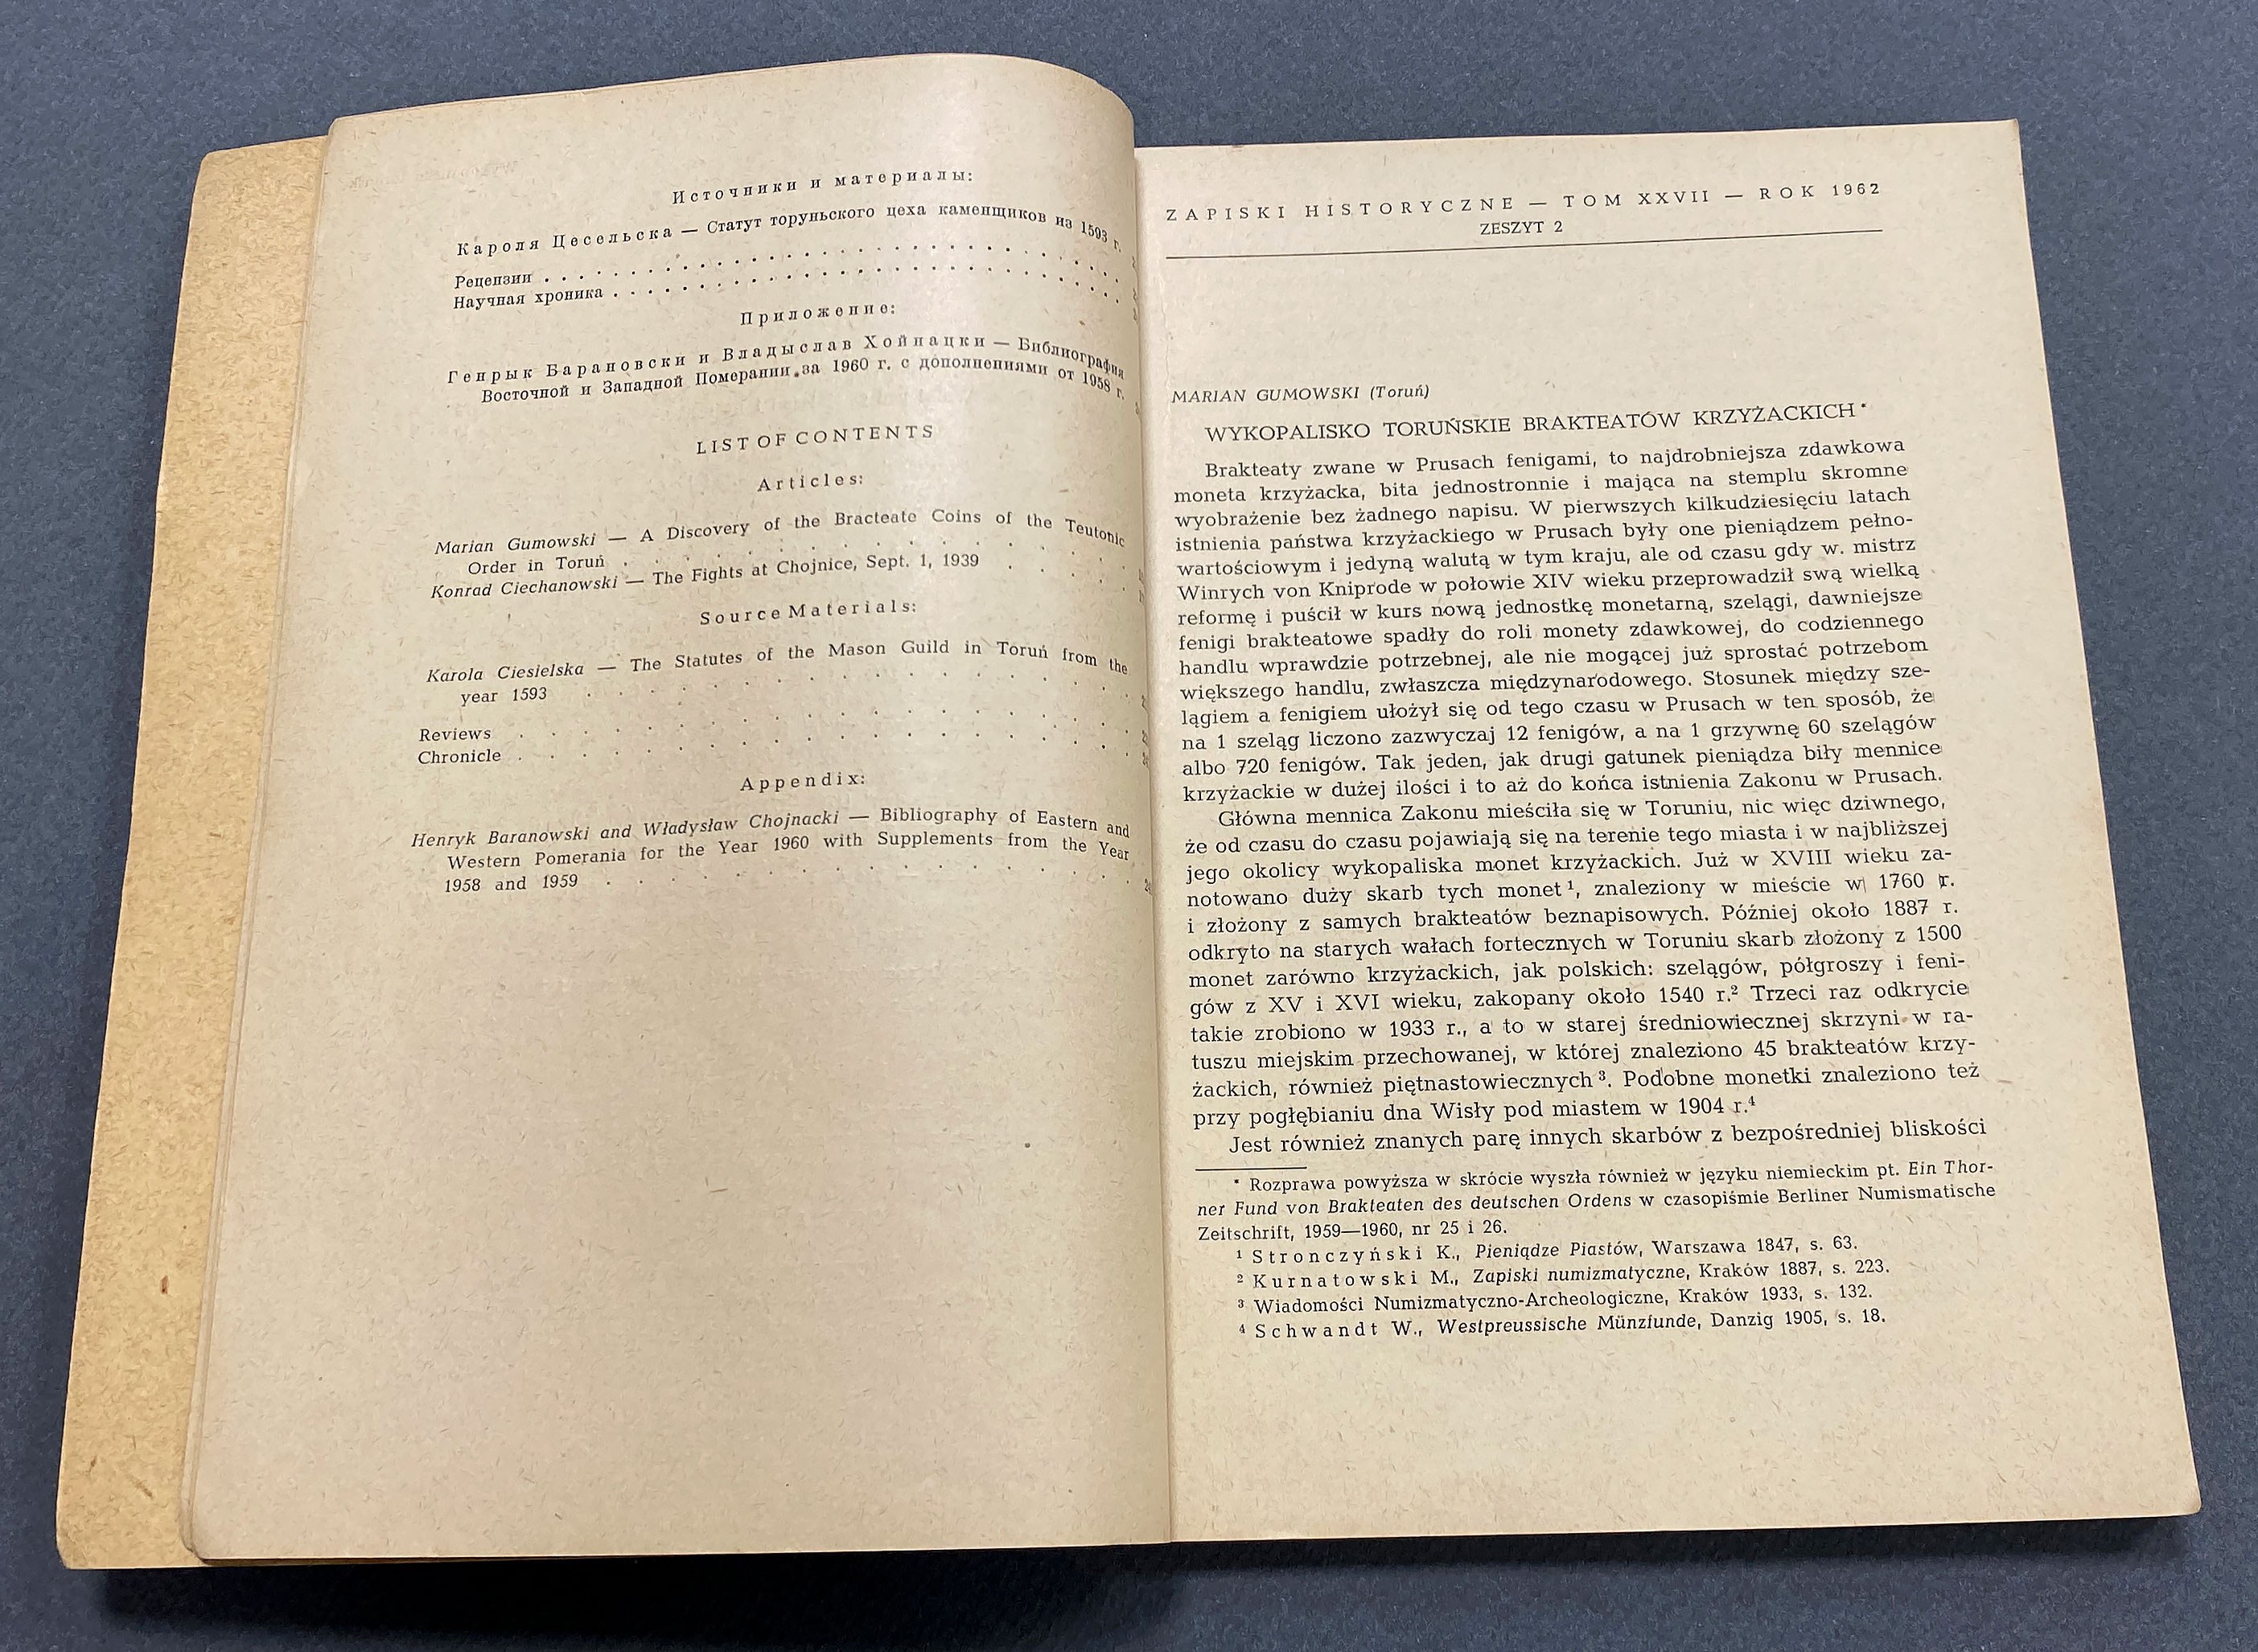 Источники и материалы:
Кароля Цесельска — Статут торуньского цеха каменщиков из 1593 г.
Рецензии . . . . . . . . . . . . . . . . . . . .
Научная хроника . . . . . . . . . . . . . . . . . .
Приложение:
Генрык Барановски и Владыслав Хойнацки — Библиография
Восточной и Западной Померании за 1960 г. с дополнениями от 1958 г.
LIST OF CONTENTS
Articles:
Marian Gumowski — A Discovery of the Bracteate Coins of the Teutonic
Order in Toruń . . . . . . . . . . . . . . .
Konrad Ciechanowski — The Fights at Chojnice, Sept. 1, 1939 . . . . .
Source Materials:
Karola Ciesielska — The Statutes of the Mason Guild in Toruń from the
year 1593 . . . . . . . . . . . . . . . . .
Reviews . . . . . . . . . . . . . . . . . . .
Chronicle . . . . . . . . . . . . . . . . . . .
Appendix:
Henryk Baranowski and Władysław Chojnacki — Bibliography of Eastern and
Western Pomerania for the Year 1960 with Supplements from the Year
1958 and 1959 . . . . . . . . . . . . . . . .
ZAPISKI HISTORYCZNE — TOM XXVII — ROK 1962
ZESZYT 2
MARIAN GUMOWSKI (Toruń)
WYKOPALISKO TORUŃSKIE BRAKTEATÓW KRZYŻACKICH *
Brakteaty zwane w Prusach fenigami, to najdrobniejsza zdawkowa
moneta krzyżacka, bita jednostronnie i mająca na stemplu skromne
wyobrażenie bez żadnego napisu. W pierwszych kilkudziesięciu latach
istnienia państwa krzyżackiego w Prusach były one pieniądzem pełno-
wartościowym i jedyną walutą w tym kraju, ale od czasu gdy w. mistrz
Winrych von Kniprode w połowie XIV wieku przeprowadził swą wielką
reformę i puścił w kurs nową jednostkę monetarną, szelągi, dawniejsze
fenigi brakteatowe spadły do roli monety zdawkowej, do codziennego
handlu wprawdzie potrzebnej, ale nie mogącej już sprostać potrzebom
większego handlu, zwłaszcza międzynarodowego. Stosunek między sze-
lągiem a fenigiem ułożył się od tego czasu w Prusach w ten sposób, że
na 1 szeląg liczono zazwyczaj 12 fenigów, a na 1 grzywnę 60 szelągów
albo 720 fenigów. Tak jeden, jak drugi gatunek pieniądza biły mennice
krzyżackie w dużej ilości i to aż do końca istnienia Zakonu w Prusach.
Główna mennica Zakonu mieściła się w Toruniu, nic więc dziwnego,
że od czasu do czasu pojawiają się na terenie tego miasta i w najbliższej
jego okolicy wykopaliska monet krzyżackich. Już w XVIII wieku za-
notowano duży skarb tych monet ¹, znaleziony w mieście w 1760 r.
i złożony z samych brakteatów beznapisowych. Później około 1887 r.
odkryto na starych wałach fortecznych w Toruniu skarb złożony z 1500
monet zarówno krzyżackich, jak polskich: szelągów, półgroszy i feni-
gów z XV i XVI wieku, zakopany około 1540 r.² Trzeci raz odkrycie
takie zrobiono w 1933 r., a to w starej średniowiecznej skrzyni w ra-
tuszu miejskim przechowanej, w której znaleziono 45 brakteatów krzy-
żackich, również piętnastowiecznych ³. Podobne monetki znaleziono też
przy pogłębianiu dna Wisły pod miastem w 1904 r.⁴
Jest również znanych parę innych skarbów z bezpośredniej bliskości
* Rozprawa powyższa w skrócie wyszła również w języku niemieckim pt. Ein Thor-
ner Fund von Brakteaten des deutschen Ordens w czasopiśmie Berliner Numismatische
Zeitschrift, 1959—1960, nr 25 i 26.
¹ Stronczyński K., Pieniądze Piastów, Warszawa 1847, s. 63.
² Kurnatowski M., Zapiski numizmatyczne, Kraków 1887, s. 223.
³ Wiadomości Numizmatyczno-Archeologiczne, Kraków 1933, s. 132.
⁴ Schwandt W., Westpreussische Münzfunde, Danzig 1905, s. 18.